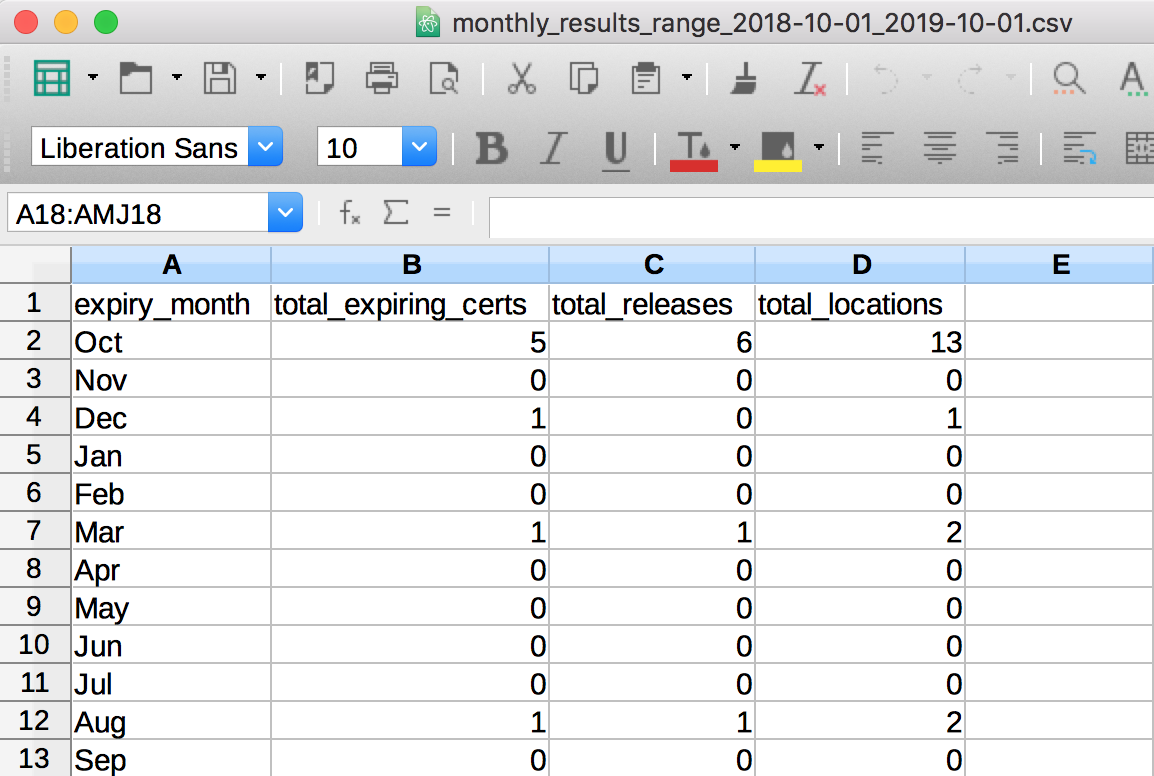 monthly_results_range_2018-10-01_2019-10-01.csv
Liberation Sans 10 B I U T
A18:AMJ18 fx Σ =
A B C D E
1 expiry_month total_expiring_certs total_releases total_locations
2 Oct 5 6 13
3 Nov 0 0 0
4 Dec 1 0 1
5 Jan 0 0 0
6 Feb 0 0 0
7 Mar 1 1 2
8 Apr 0 0 0
9 May 0 0 0
10 Jun 0 0 0
11 Jul 0 0 0
12 Aug 1 1 2
13 Sep 0 0 0